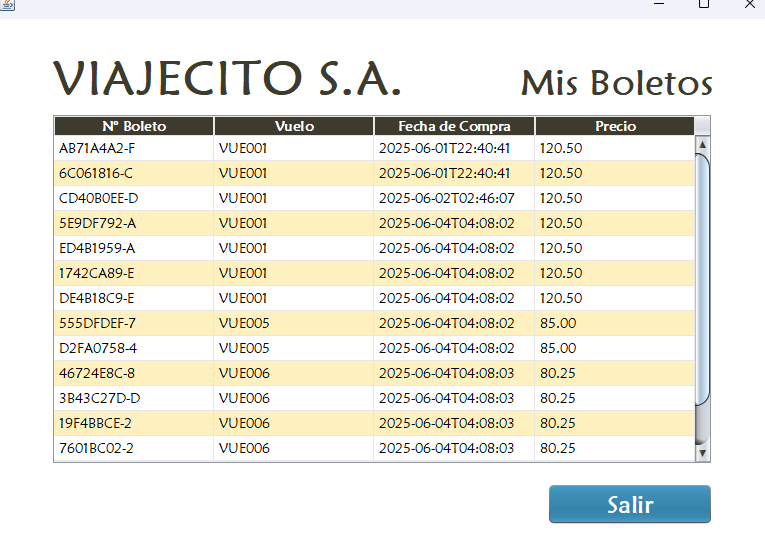 VIAJECITO S.A. Mis Boletos
Nº Boleto Vuelo Fecha de Compra Precio
AB71A4A2-F VUE001 2025-06-01T22:40:41 120.50
6C061816-C VUE001 2025-06-01T22:40:41 120.50
CD40B0EE-D VUE001 2025-06-02T02:46:07 120.50
5E9DF792-A VUE001 2025-06-04T04:08:02 120.50
ED4B1959-A VUE001 2025-06-04T04:08:02 120.50
1742CA89-E VUE001 2025-06-04T04:08:02 120.50
DE4B18C9-E VUE001 2025-06-04T04:08:02 120.50
555DFDEF-7 VUE005 2025-06-04T04:08:02 85.00
D2FA0758-4 VUE005 2025-06-04T04:08:02 85.00
46724E8C-8 VUE006 2025-06-04T04:08:03 80.25
3B43C27D-D VUE006 2025-06-04T04:08:03 80.25
19F4BBCE-2 VUE006 2025-06-04T04:08:03 80.25
7601BC02-2 VUE006 2025-06-04T04:08:03 80.25
Salir